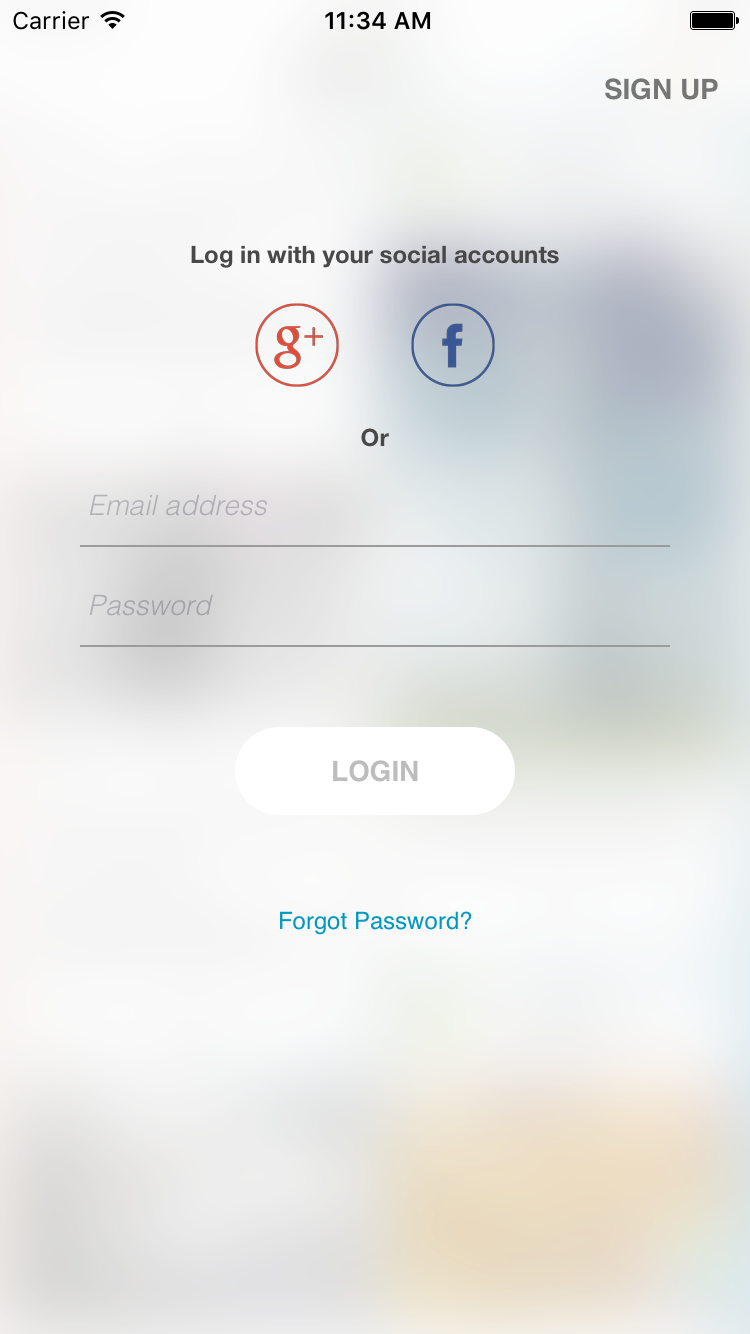 Carrier 11:34 AM
SIGN UP
Log in with your social accounts
g+ f
Or
Email address
Password
LOGIN
Forgot Password?